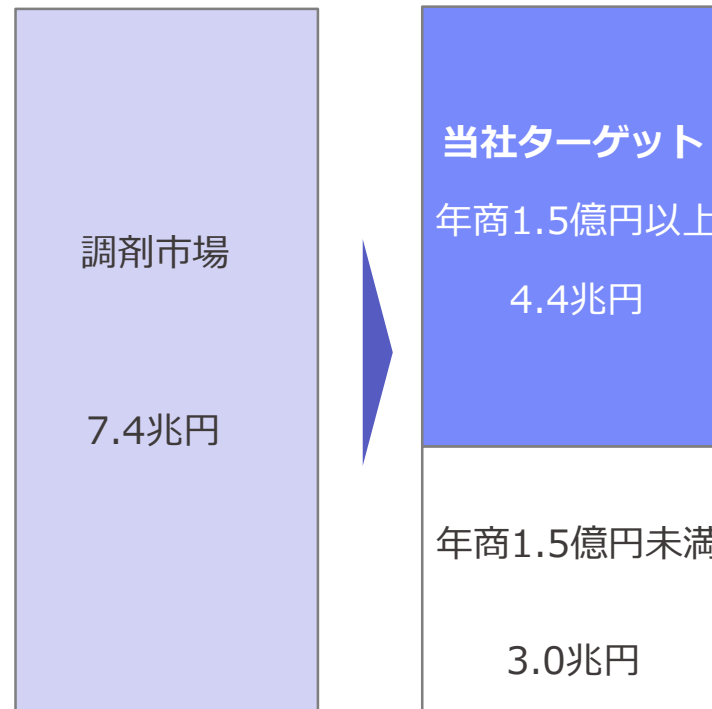 調剤市場
7.4兆円
当社ターゲット
年商1.5億円以上
4.4兆円
年商1.5億円未満
3.0兆円